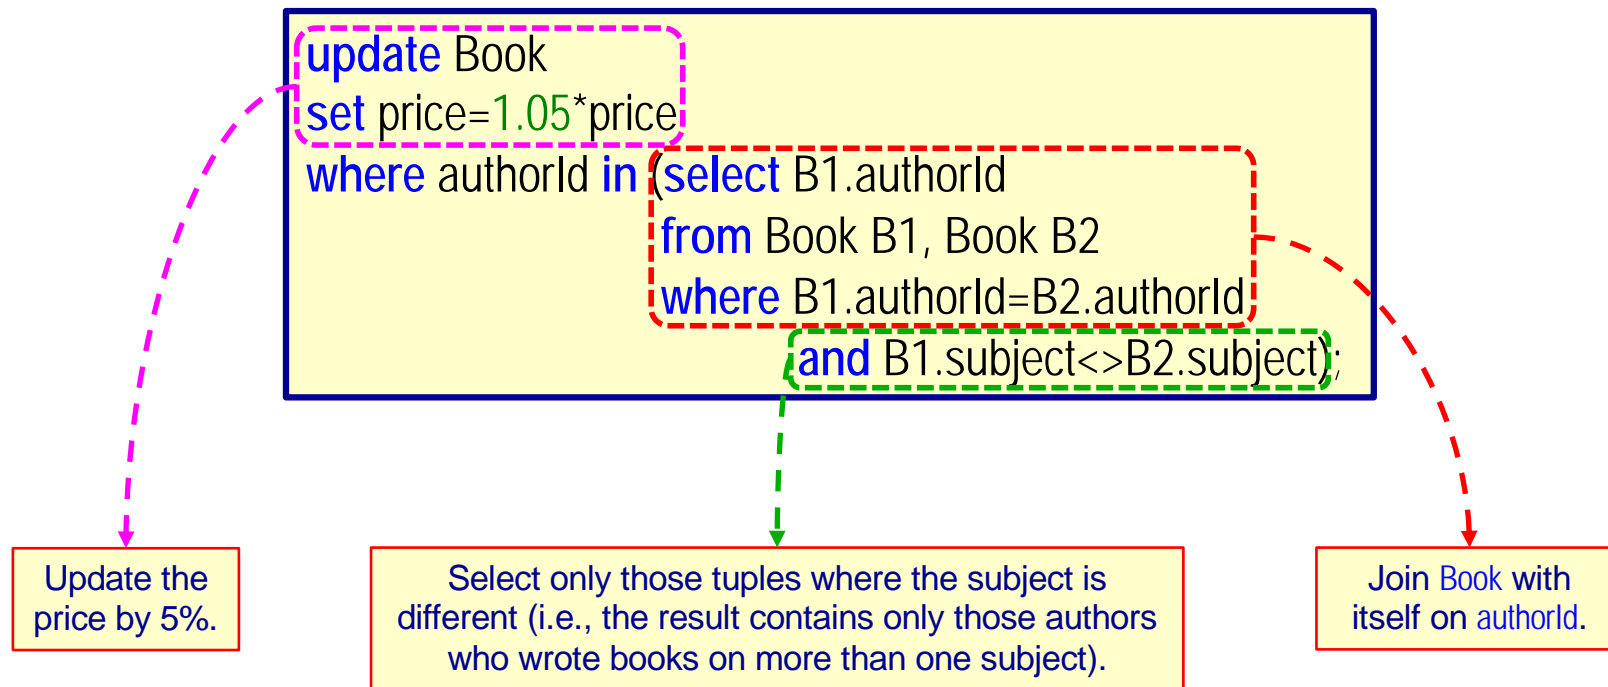 update Book
set price=1.05*price
where authorId in (select B1.authorId
from Book B1, Book B2
where B1.authorId=B2.authorId
and B1.subject<>B2.subject);
Update the
price by 5%.
Select only those tuples where the subject is
different (i.e., the result contains only those authors
who wrote books on more than one subject).
Join Book with
itself on authorId.